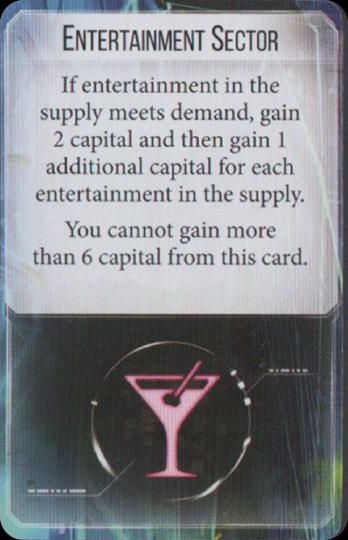 Entertainment Sector
If entertainment in the
supply meets demand, gain
2 capital and then gain 1
additional capital for each
entertainment in the supply.
You cannot gain more
than 6 capital from this card.